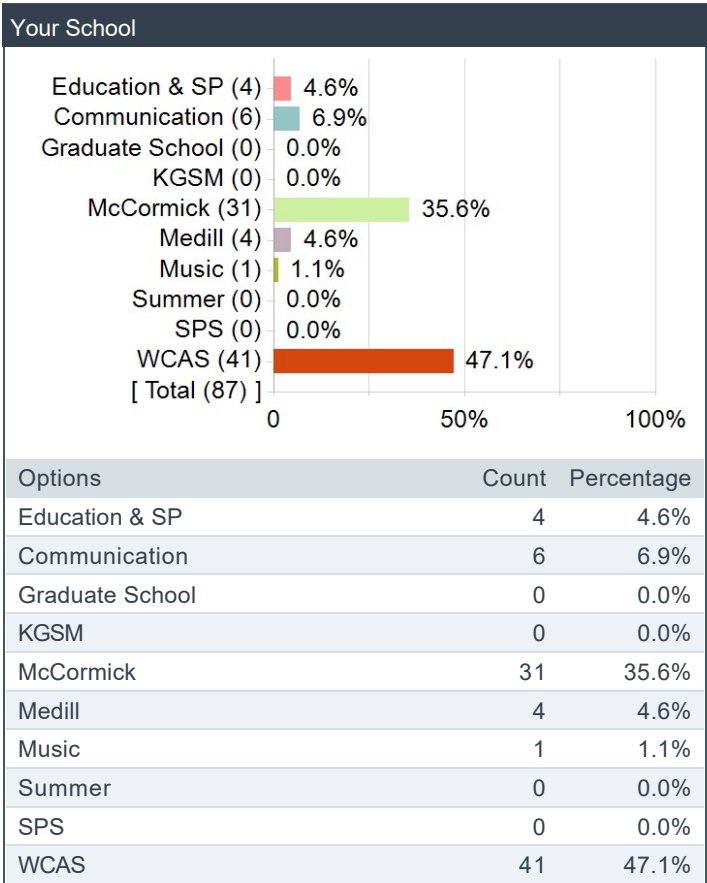 Your School
Education & SP (4) 4.6%
Communication (6) 6.9%
Graduate School (0) 0.0%
KGSM (0) 0.0%
McCormick (31) 35.6%
Medill (4) 4.6%
Music (1) 1.1%
Summer (0) 0.0%
SPS (0) 0.0%
WCAS (41) 47.1%
[ Total (87) ]
0 50% 100%
Options Count Percentage
Education & SP 4 4.6%
Communication 6 6.9%
Graduate School 0 0.0%
KGSM 0 0.0%
McCormick 31 35.6%
Medill 4 4.6%
Music 1 1.1%
Summer 0 0.0%
SPS 0 0.0%
WCAS 41 47.1%